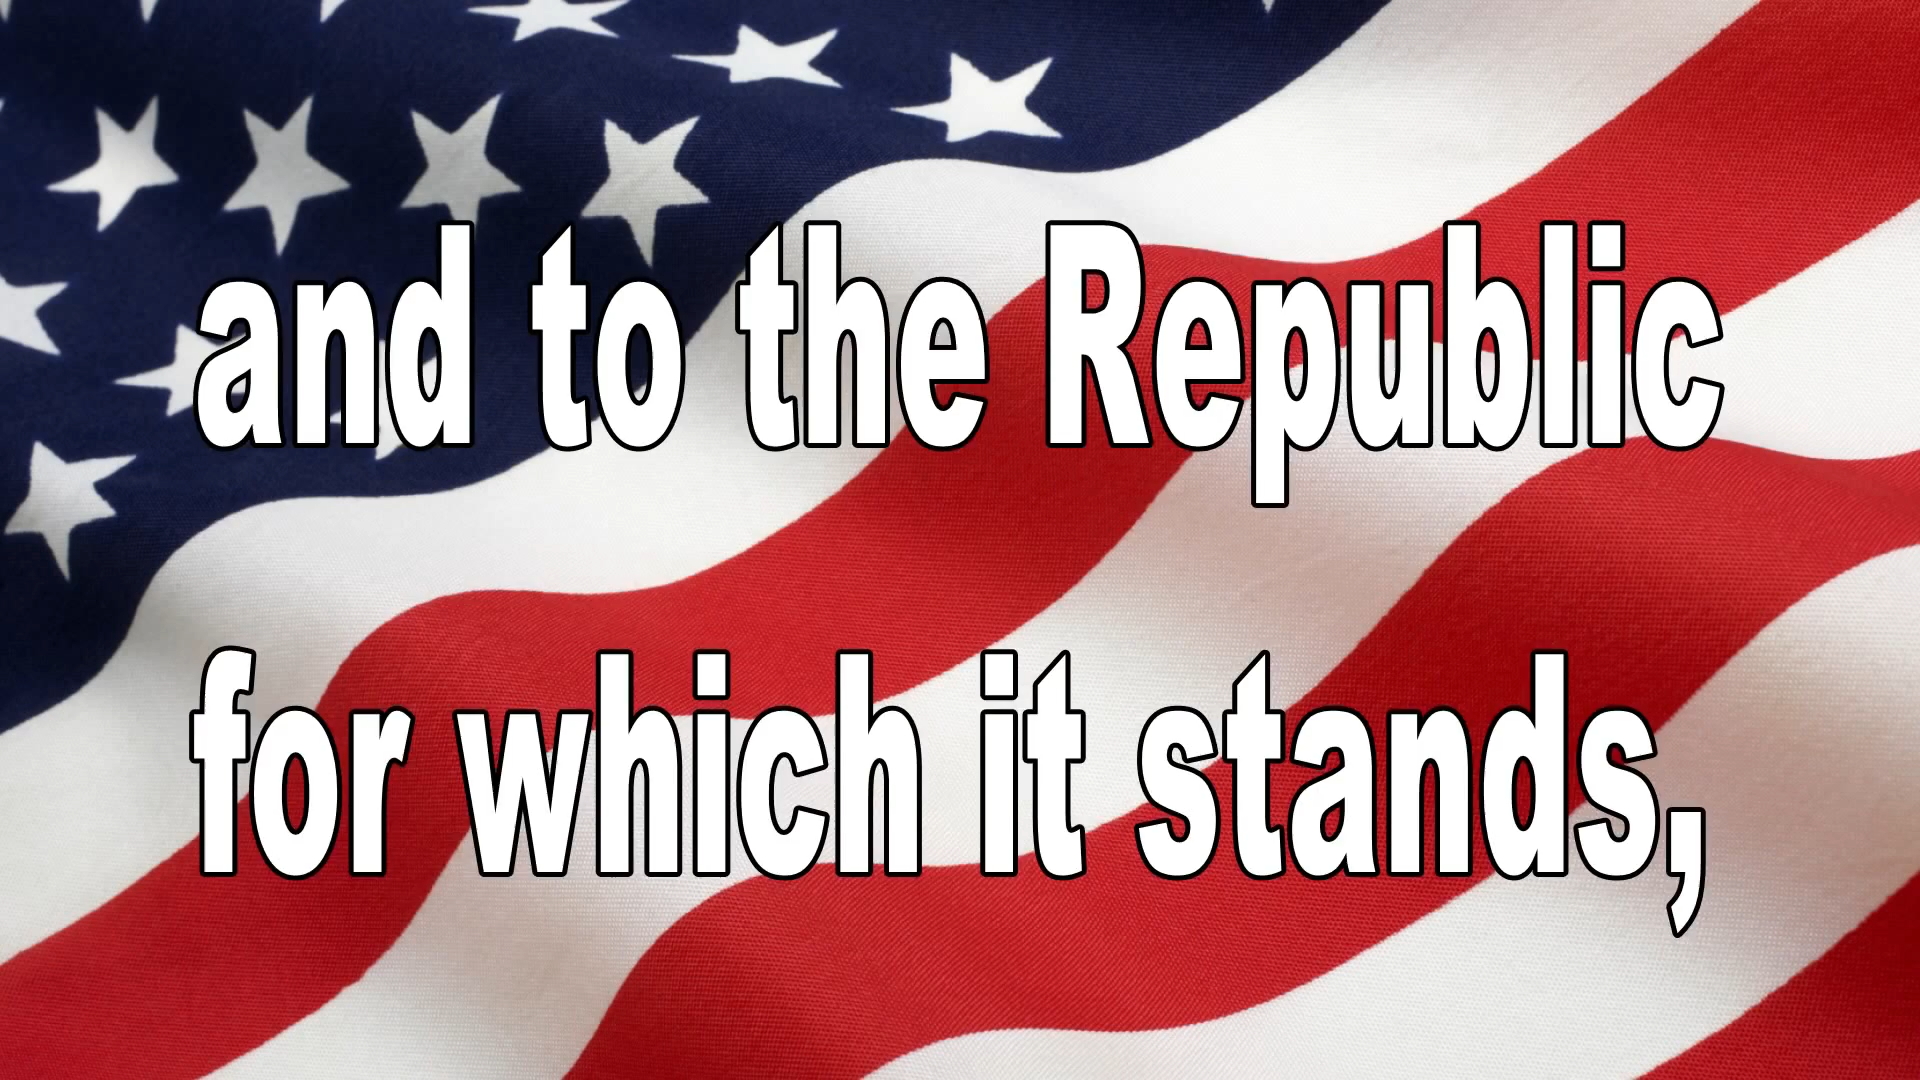 and to the Republic
for which it stands,